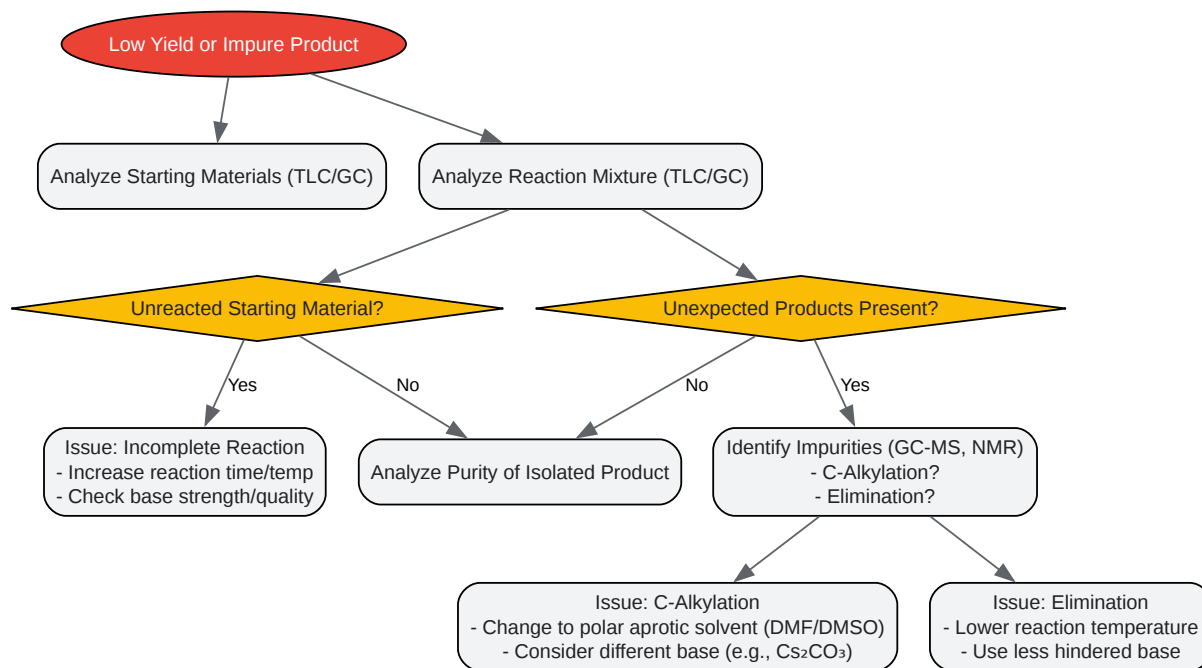 Low Yield or Impure Product
Analyze Starting Materials (TLC/GC)
Analyze Reaction Mixture (TLC/GC)
Unreacted Starting Material?
Unexpected Products Present?
Yes
No
No
Yes
Issue: Incomplete Reaction
- Increase reaction time/temp
- Check base strength/quality
Analyze Purity of Isolated Product
Identify Impurities (GC-MS, NMR)
- C-Alkylation?
- Elimination?
Issue: C-Alkylation
- Change to polar aprotic solvent (DMF/DMSO)
- Consider different base (e.g., Cs₂CO₃)
Issue: Elimination
- Lower reaction temperature
- Use less hindered base